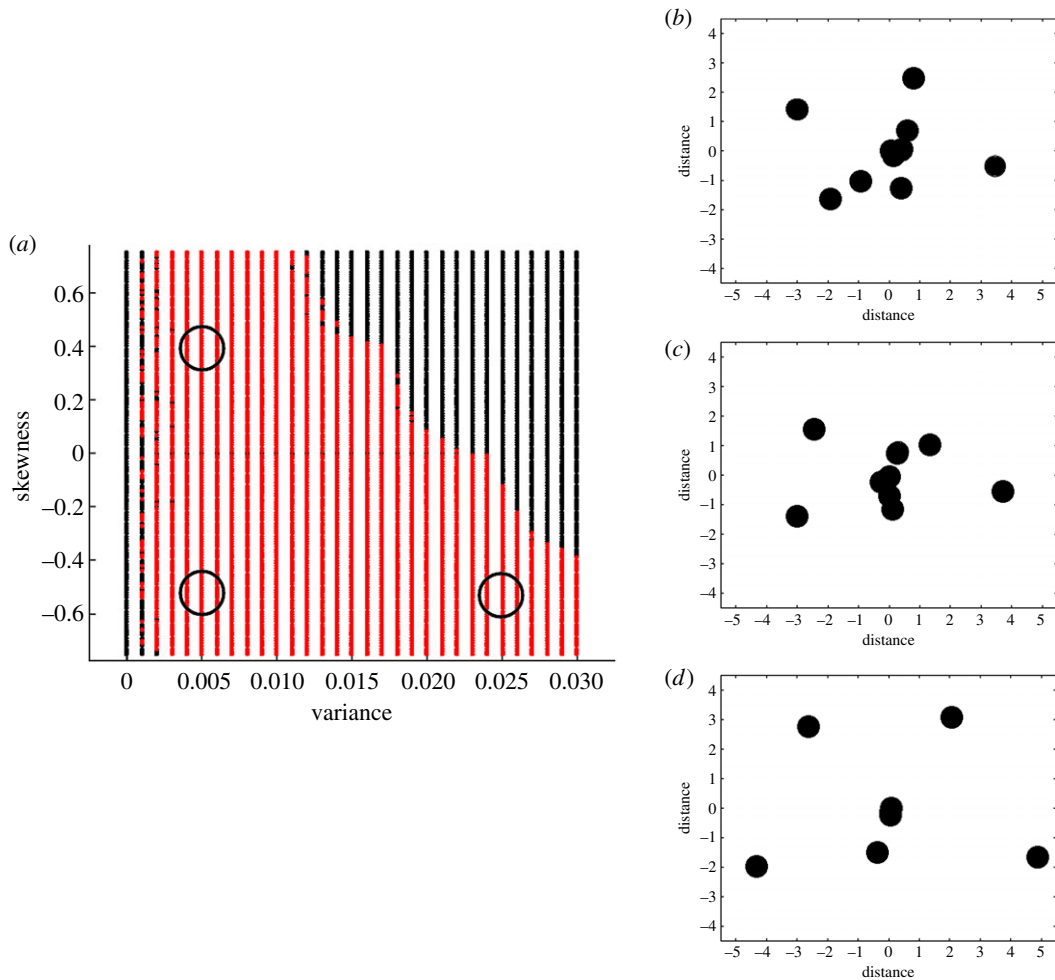 (a)
0.6
0.4
0.2
0
–0.2
–0.4
–0.6
skewness
0 0.005 0.010 0.015 0.020 0.025 0.030
variance
(b)
4
3
2
1
0
–1
–2
–3
–4
distance
–5 –4 –3 –2 –1 0 1 2 3 4 5
distance
(c)
4
3
2
1
0
–1
–2
–3
–4
distance
–5 –4 –3 –2 –1 0 1 2 3 4 5
distance
(d)
4
3
2
1
0
–1
–2
–3
–4
distance
–5 –4 –3 –2 –1 0 1 2 3 4 5
distance